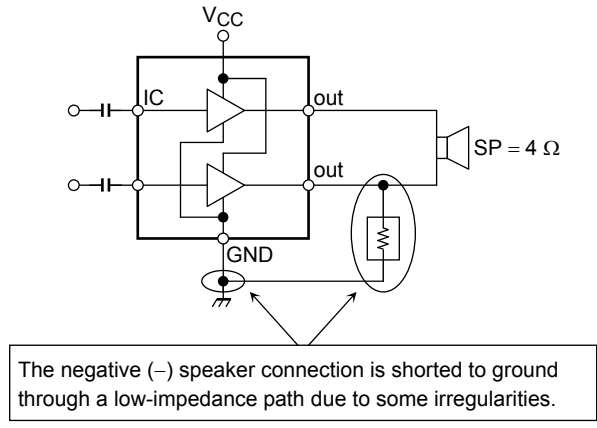 VCC
IC
out
SP = 4 Ω
out
GND
The negative (−) speaker connection is shorted to ground
through a low-impedance path due to some irregularities.